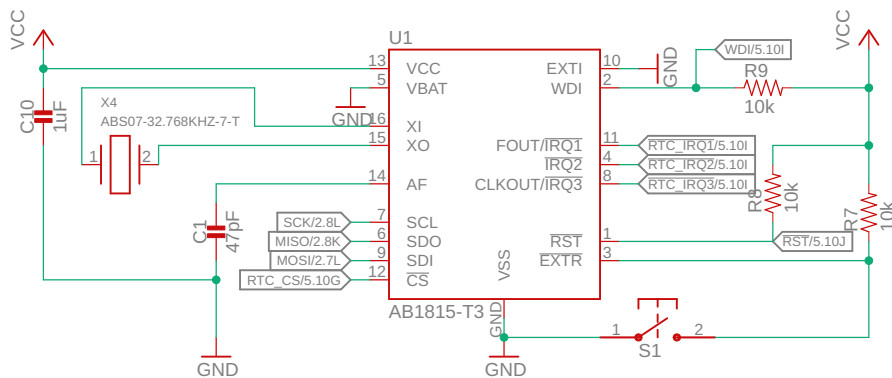 VCC
C10
1uF
X4
ABS07-32.768KHZ-7-T
1
2
C1
47pF
GND
GND
SCK/2.8L
MISO/2.8K
MOSI/2.7L
RTC_CS/5.10G
U1
13
VCC
5
VBAT
16
XI
15
XO
14
AF
7
SCL
6
SDO
9
SDI
12
CS
AB1815-T3
VSS
GND
GND
EXTI
10
WDI
2
FOUT/IRQ1
11
IRQ2
4
CLKOUT/IRQ3
8
RST
1
EXTR
3
GND
WDI/5.10I
VCC
R9
10k
RTC_IRQ1/5.10I
RTC_IRQ2/5.10I
RTC_IRQ3/5.10I
R8
10k
R7
10k
RST/5.10J
1
2
S1